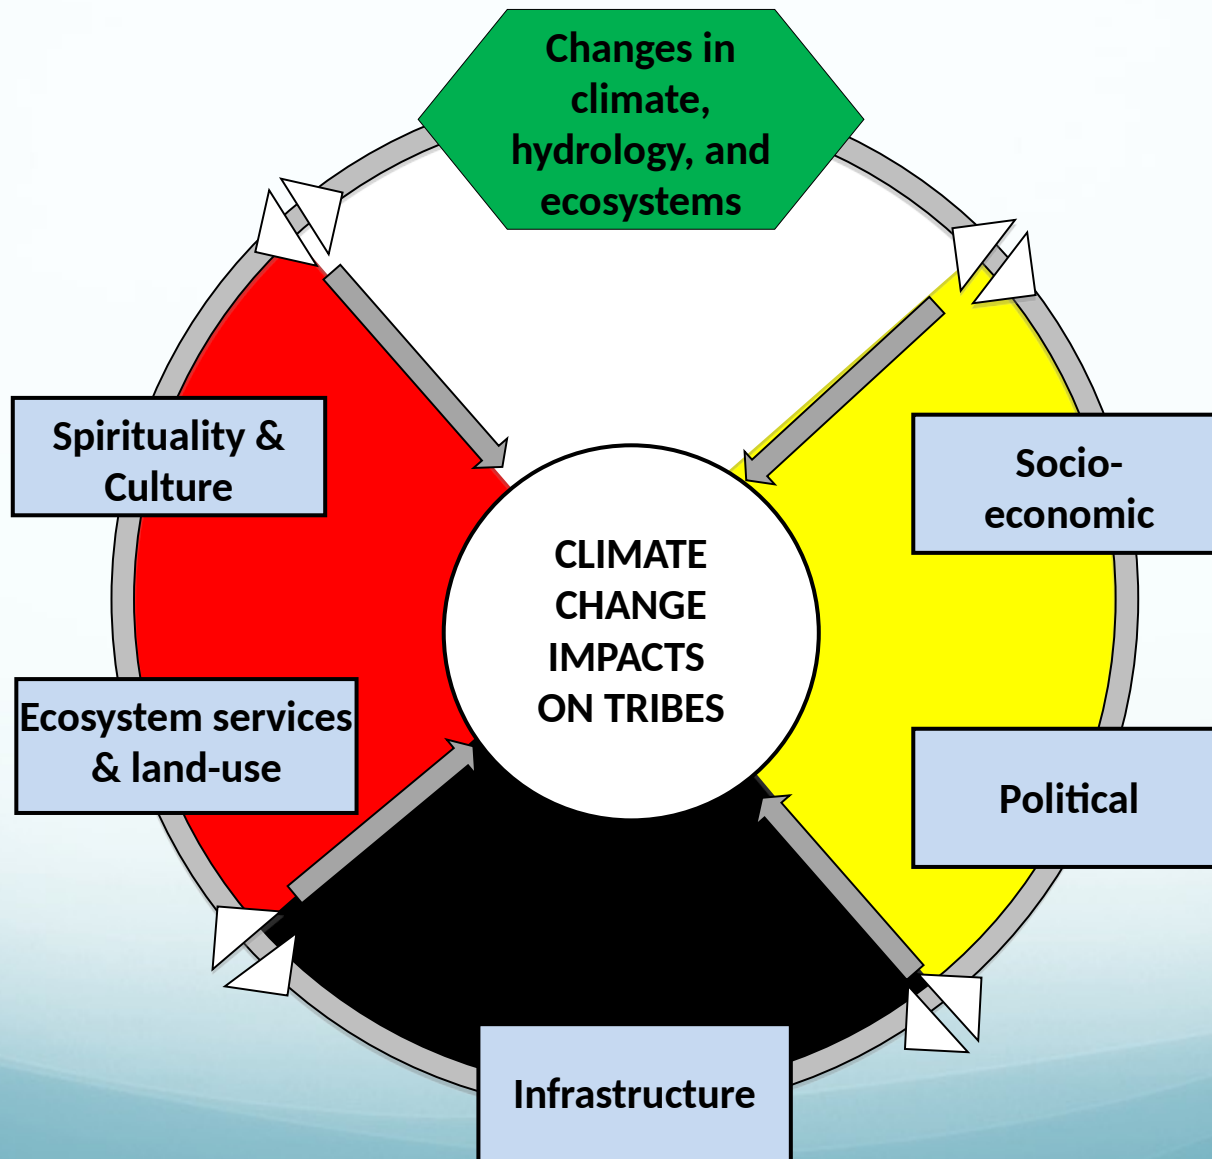 Changes in
climate,
hydrology, and
ecosystems
Spirituality &
Culture
Socio-
economic
CLIMATE
CHANGE
IMPACTS
ON TRIBES
Ecosystem services
& land-use
Political
Infrastructure